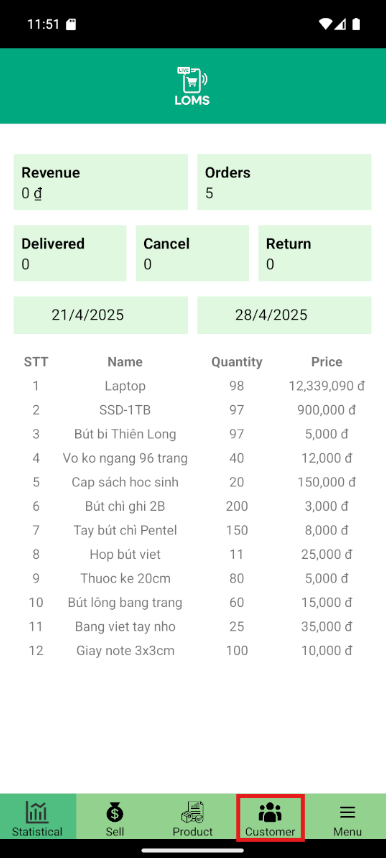 11:51
LIVE
LOMS
Revenue Orders
0 ₫ 5
Delivered Cancel Return
0 0 0
21/4/2025 28/4/2025
STT Name Quantity Price
1 Laptop 98 12,339,090 đ
2 SSD-1TB 97 900,000 đ
3 Bút bi Thiên Long 97 5,000 đ
4 Vo ko ngang 96 trang 40 12,000 đ
5 Cap sách hoc sinh 20 150,000 đ
6 Bút chì ghi 2B 200 3,000 đ
7 Tay bút chì Pentel 150 8,000 đ
8 Hop bút viet 11 25,000 đ
9 Thuoc ke 20cm 80 5,000 đ
10 Bút lông bang trang 60 15,000 đ
11 Bang viet tay nho 25 35,000 đ
12 Giay note 3x3cm 100 10,000 đ
Statistical Sell Product Customer Menu